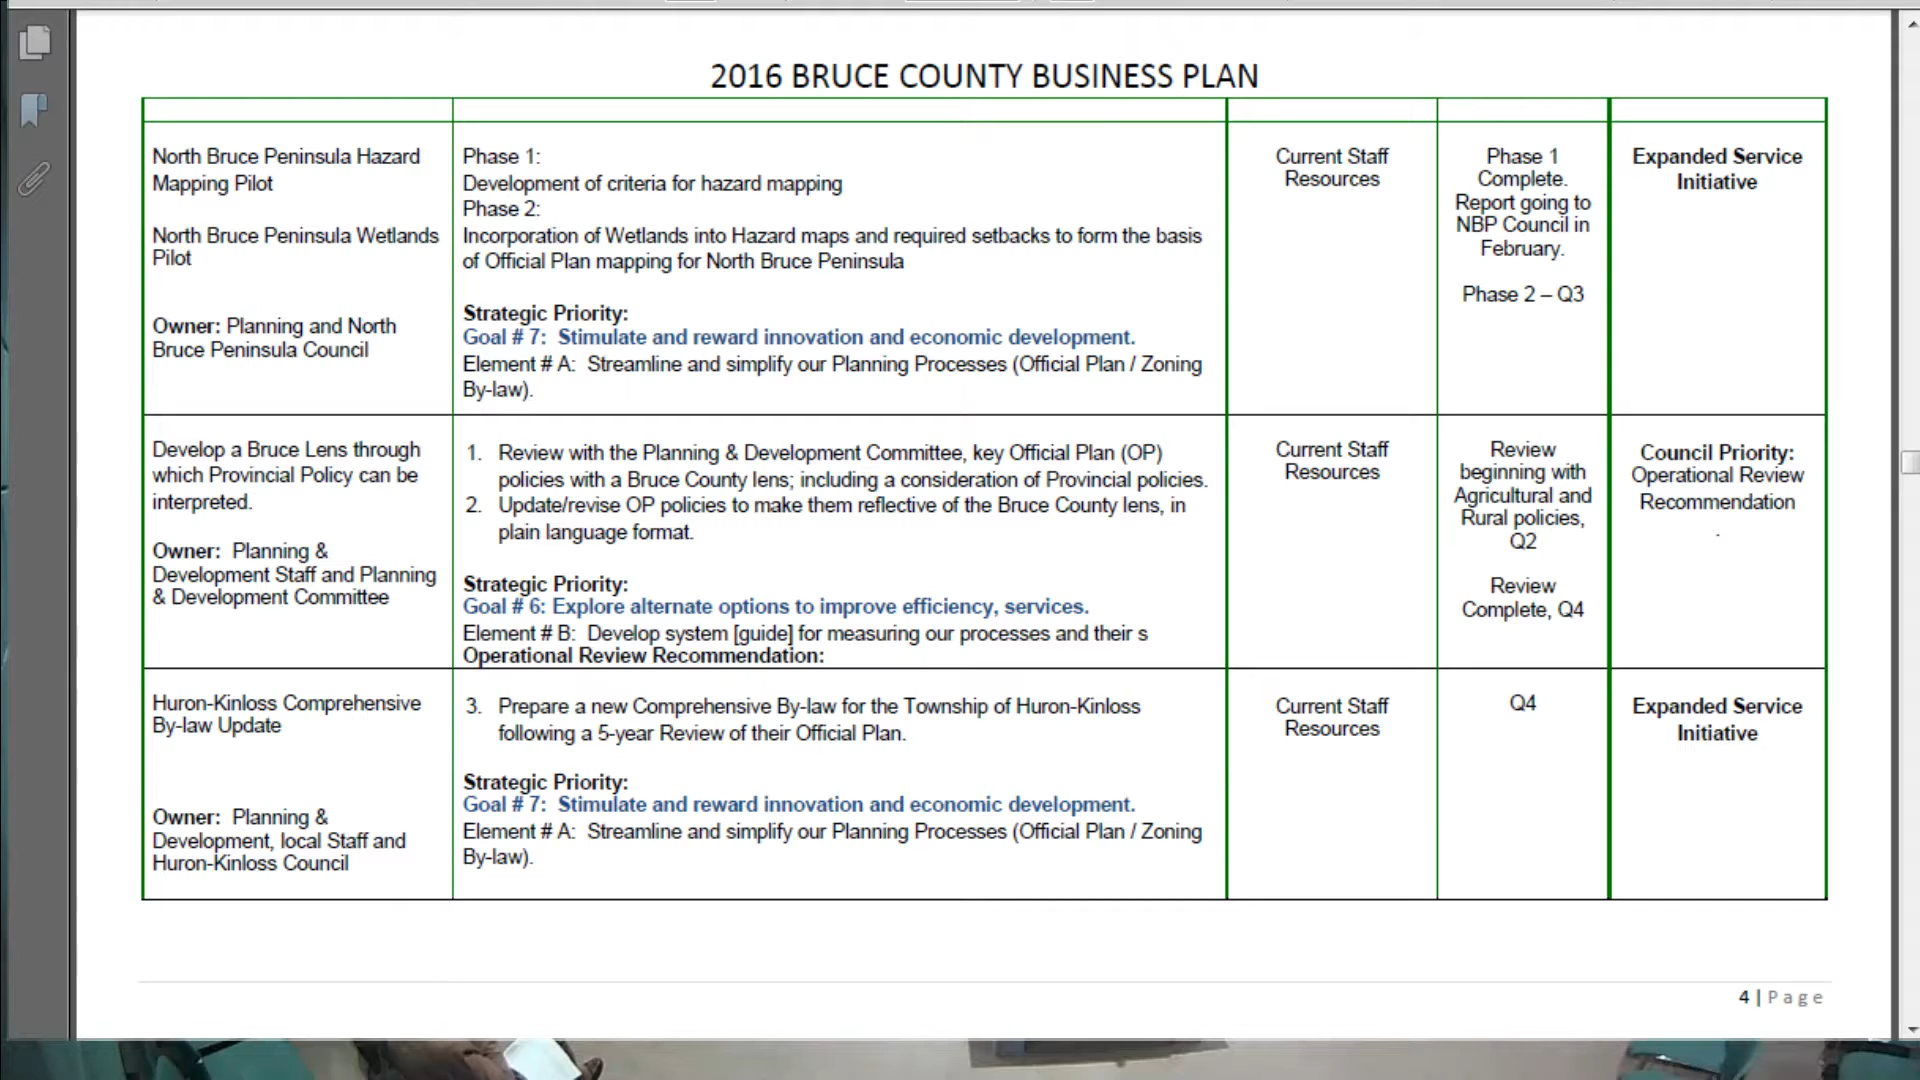 2016 BRUCE COUNTY BUSINESS PLAN
North Bruce Peninsula Hazard
Mapping Pilot
North Bruce Peninsula Wetlands
Pilot
Owner: Planning and North
Bruce Peninsula Council
Phase 1:
Development of criteria for hazard mapping
Phase 2:
Incorporation of Wetlands into Hazard maps and required setbacks to form the basis
of Official Plan mapping for North Bruce Peninsula
Strategic Priority:
Goal # 7:  Stimulate and reward innovation and economic development.
Element # A:  Streamline and simplify our Planning Processes (Official Plan / Zoning
By-law).
Current Staff
Resources
Phase 1
Complete.
Report going to
NBP Council in
February.
Phase 2 – Q3
Expanded Service
Initiative
Develop a Bruce Lens through
which Provincial Policy can be
interpreted.
Owner:  Planning &
Development Staff and Planning
& Development Committee
1. Review with the Planning & Development Committee, key Official Plan (OP)
policies with a Bruce County lens; including a consideration of Provincial policies.
2. Update/revise OP policies to make them reflective of the Bruce County lens, in
plain language format.
Strategic Priority:
Goal # 6: Explore alternate options to improve efficiency, services.
Element # B:  Develop system [guide] for measuring our processes and their s
Operational Review Recommendation:
Current Staff
Resources
Review
beginning with
Agricultural and
Rural policies,
Q2
Review
Complete, Q4
Council Priority:
Operational Review
Recommendation
.
Huron-Kinloss Comprehensive
By-law Update
Owner:  Planning &
Development, local Staff and
Huron-Kinloss Council
3. Prepare a new Comprehensive By-law for the Township of Huron-Kinloss
following a 5-year Review of their Official Plan.
Strategic Priority:
Goal # 7:  Stimulate and reward innovation and economic development.
Element # A:  Streamline and simplify our Planning Processes (Official Plan / Zoning
By-law).
Current Staff
Resources
Q4
Expanded Service
Initiative
4 | Page